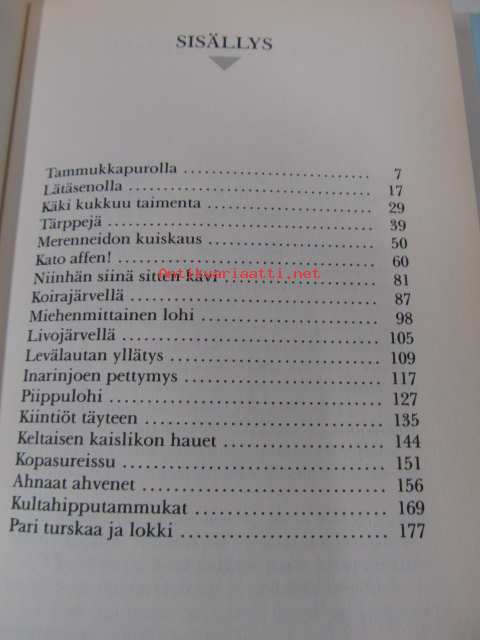 SISÄLLYS
Tammukkapurolla 7
Lätäsenolla 17
Käki kukkuu taimenta 29
Tärppejä 39
Merenneidon kuiskaus 50
Kato affen! 60
Antikvariaatti.net
Niinhän siinä sitten kävi 81
Koirajärvellä 87
Miehenmittainen lohi 98
Livojärvellä 105
Levälautan yllätys 109
Inarinjoen pettymys 117
Piippulohi 127
Kiintiöt täyteen 135
Keltaisen kaislikon hauet 144
Kopasureissu 151
Ahnaat ahvenet 156
Kultahipputammukat 169
Pari turskaa ja lokki 177